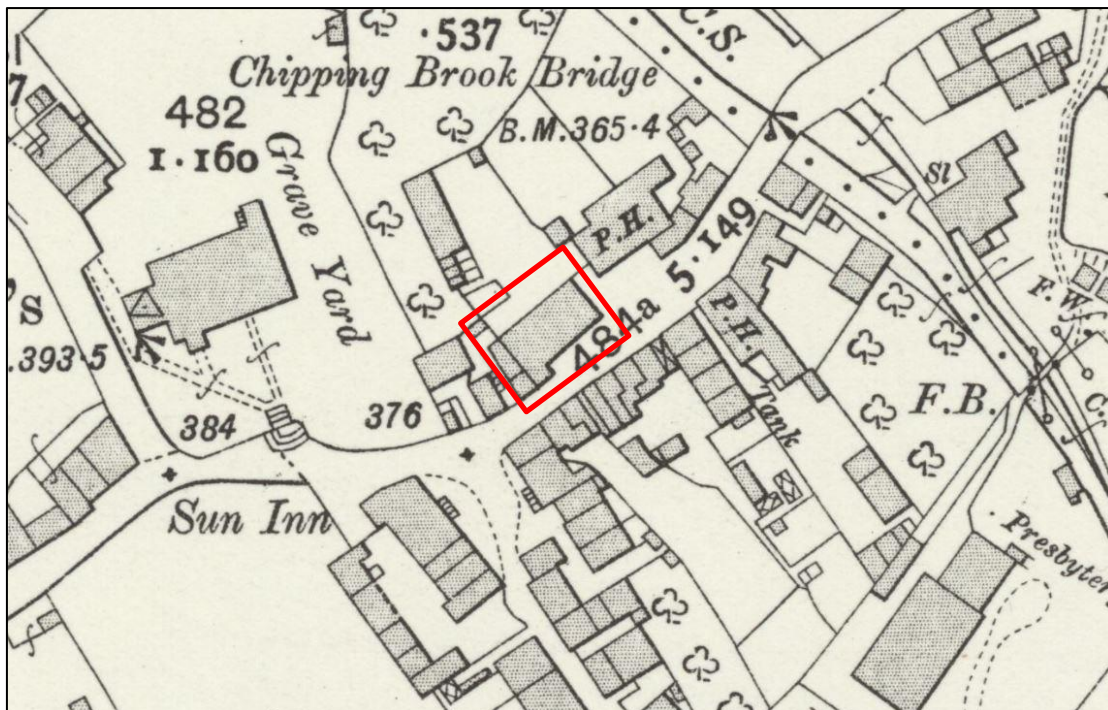 ·537
C.S.
7
Chipping Brook Bridge
482
1·160
B.M.365·4
Grave Yard
P.H.
Sl
5·149
S
.393·5
484a
P.H.
F.W
384
376
Tank
F.B.
C.
Sun Inn
Presbyter